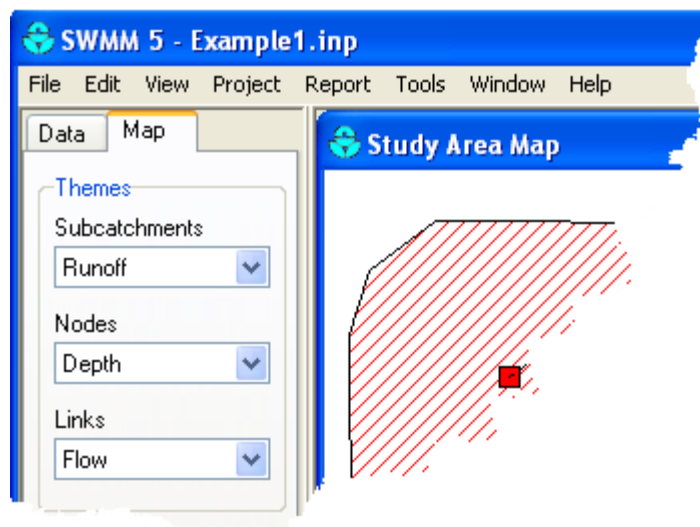 SWMM 5 - Example1.inp
File Edit View Project Report Tools Window Help
Data Map
Study Area Map
Themes
Subcatchments
Runoff
Nodes
Depth
Links
Flow